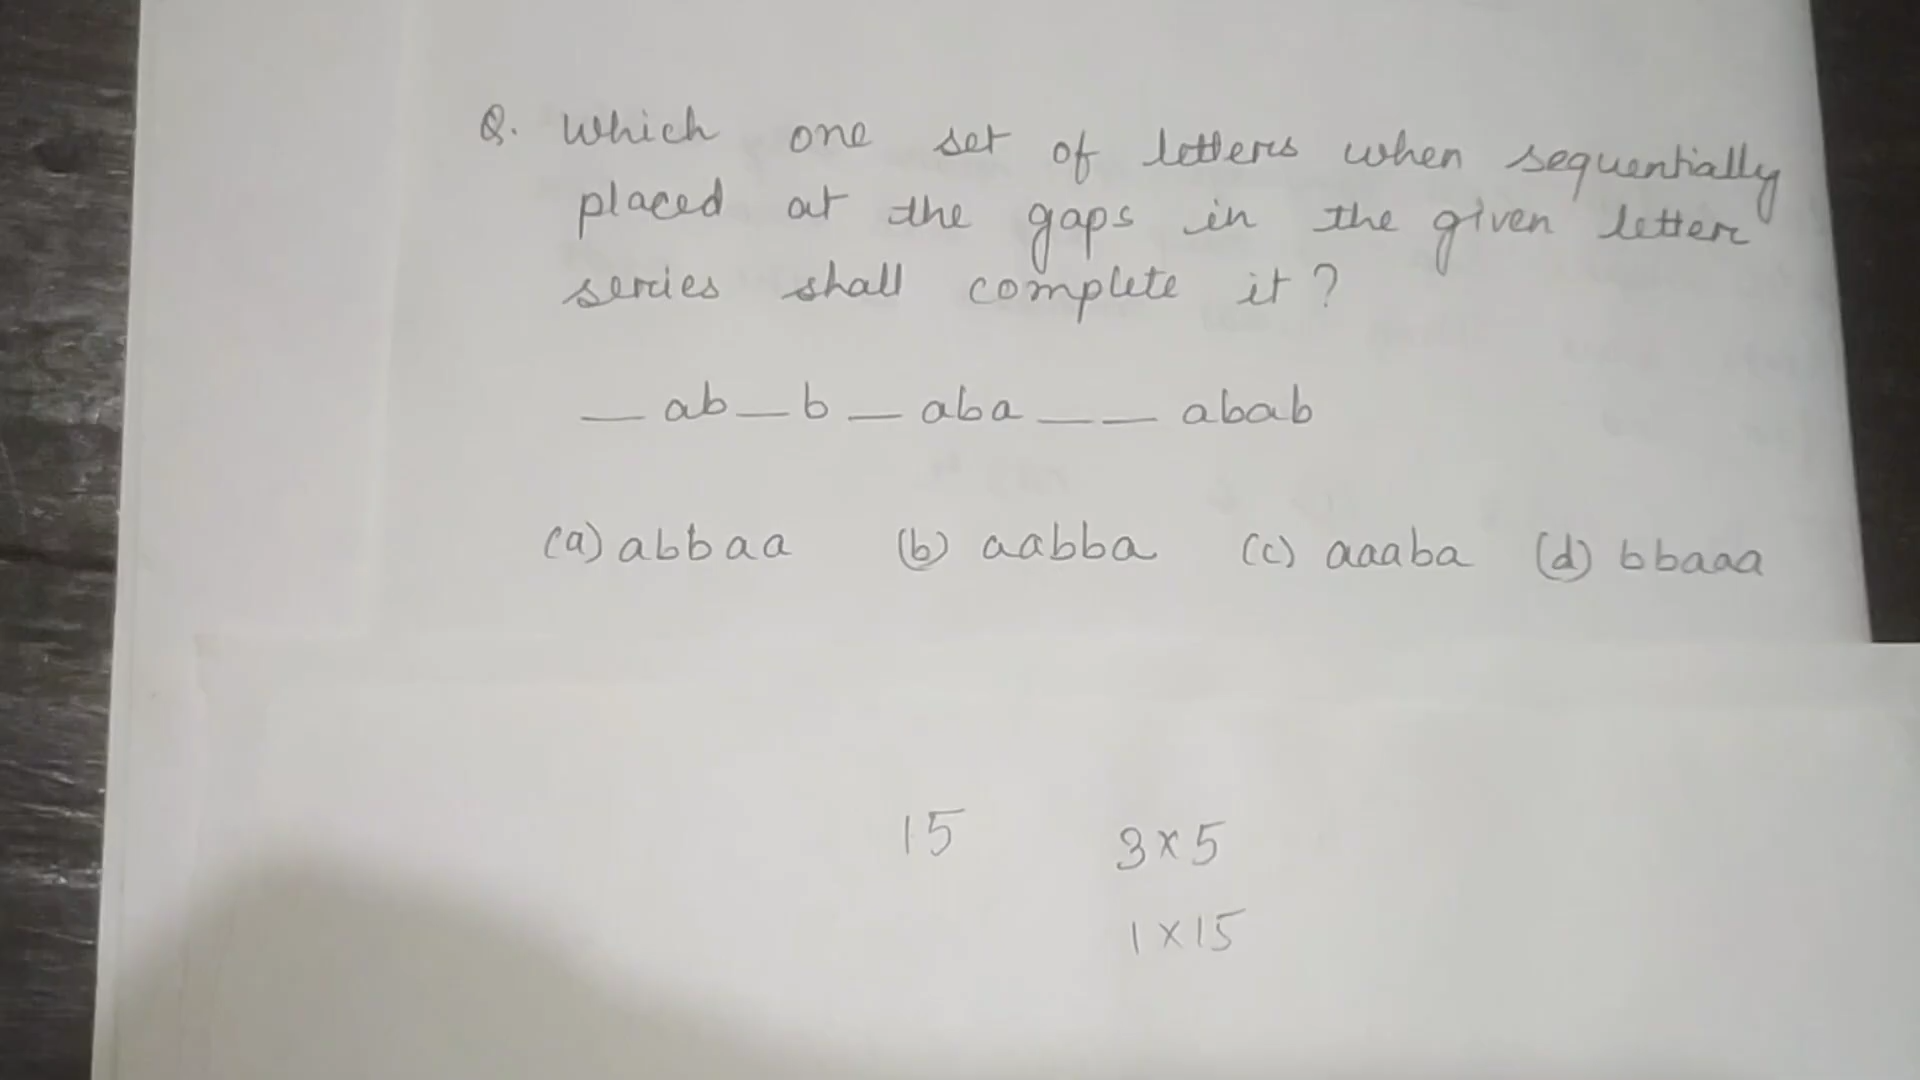 Q. Which one set of letters when sequentially
placed at the gaps in the given letter
series shall complete it?
_ ab _ b _ aba _ _ abab
(a) abbaa (b) aabba (c) aaaba (d) bbaaa
15 3 x 5
1 x 15